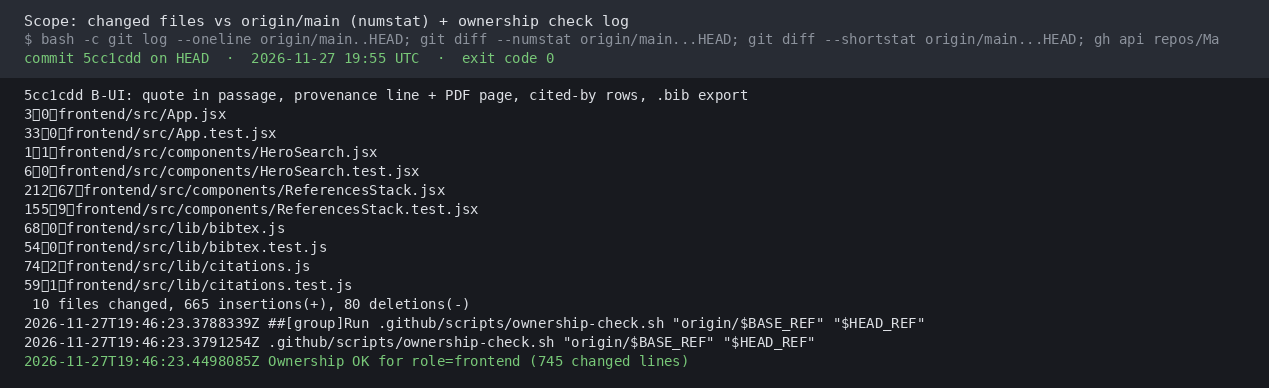 Scope: changed files vs origin/main (numstat) + ownership check log
$ bash -c git log --oneline origin/main..HEAD; git diff --numstat origin/main...HEAD; git diff --shortstat origin/main...HEAD; gh api repos/Ma
commit 5cc1cdd on HEAD · 2026-11-27 19:55 UTC · exit code 0
5cc1cdd B-UI: quote in passage, provenance line + PDF page, cited-by rows, .bib export
3▯0▯frontend/src/App.jsx
33▯0▯frontend/src/App.test.jsx
1▯1▯frontend/src/components/HeroSearch.jsx
6▯0▯frontend/src/components/HeroSearch.test.jsx
212▯67▯frontend/src/components/ReferencesStack.jsx
155▯9▯frontend/src/components/ReferencesStack.test.jsx
68▯0▯frontend/src/lib/bibtex.js
54▯0▯frontend/src/lib/bibtex.test.js
74▯2▯frontend/src/lib/citations.js
59▯1▯frontend/src/lib/citations.test.js
10 files changed, 665 insertions(+), 80 deletions(-)
2026-11-27T19:46:23.3788339Z ##[group]Run .github/scripts/ownership-check.sh "origin/$BASE_REF" "$HEAD_REF"
2026-11-27T19:46:23.3791254Z .github/scripts/ownership-check.sh "origin/$BASE_REF" "$HEAD_REF"
2026-11-27T19:46:23.4498085Z Ownership OK for role=frontend (745 changed lines)